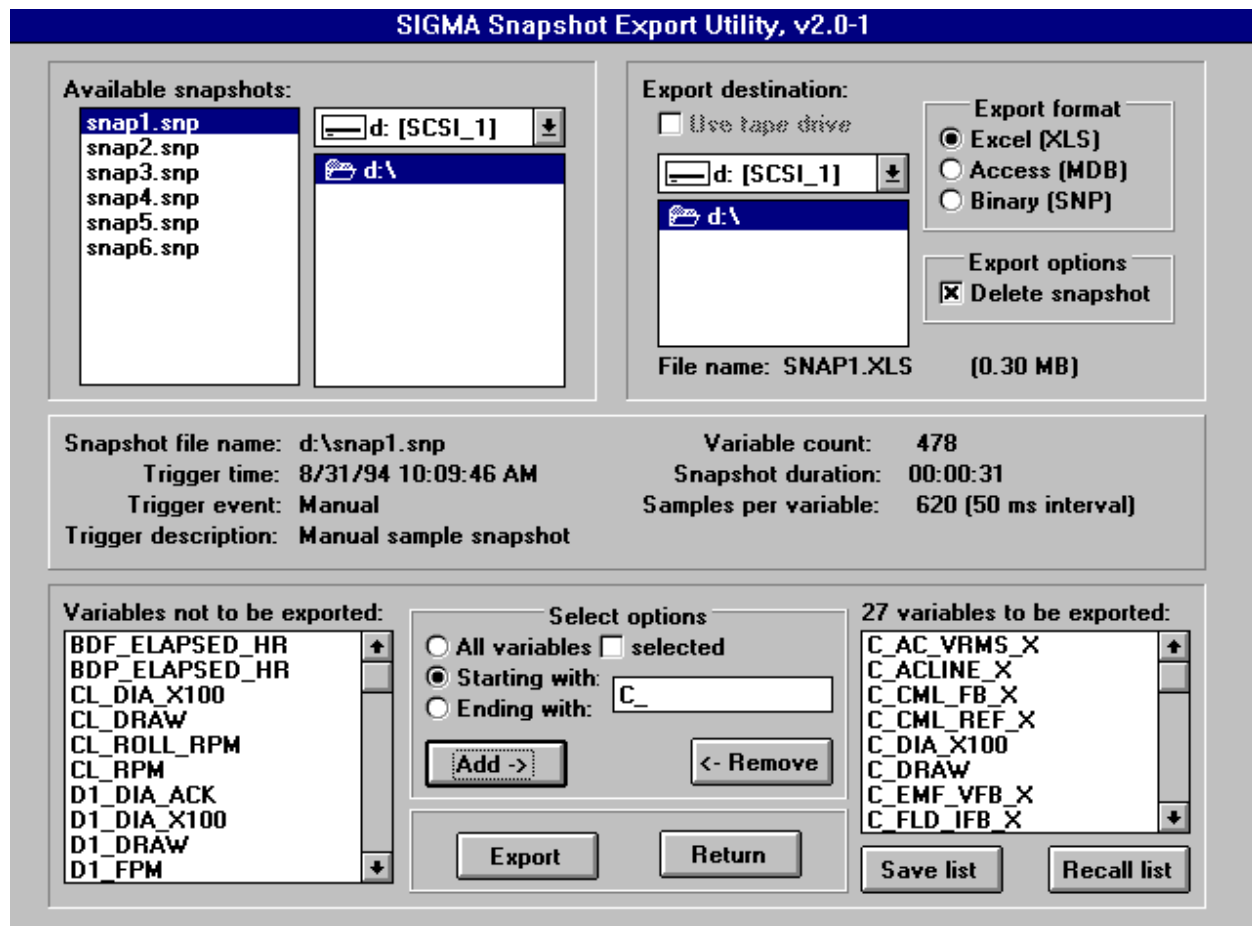 SIGMA Snapshot Export Utility, v2.0-1
Available snapshots:
snap1.snp
snap2.snp
snap3.snp
snap4.snp
snap5.snp
snap6.snp
d: [SCSI_1]
d:\
Export destination:
Use tape drive
d: [SCSI_1]
d:\
Export format
Excel (XLS)
Access (MDB)
Binary (SNP)
Export options
Delete snapshot
File name: SNAP1.XLS (0.30 MB)
Snapshot file name: d:\snap1.snp
Trigger time: 8/31/94 10:09:46 AM
Trigger event: Manual
Trigger description: Manual sample snapshot
Variable count: 478
Snapshot duration: 00:00:31
Samples per variable: 620 (50 ms interval)
Variables not to be exported:
BDF_ELAPSED_HR
BDP_ELAPSED_HR
CL_DIA_X100
CL_DRAW
CL_ROLL_RPM
CL_RPM
D1_DIA_ACK
D1_DIA_X100
D1_DRAW
D1_FPM
Select options
All variables selected
Starting with:
Ending with:
C_
Add ->
<- Remove
Export
Return
27 variables to be exported:
C_AC_VRMS_X
C_ACLINE_X
C_CML_FB_X
C_CML_REF_X
C_DIA_X100
C_DRAW
C_EMF_VFB_X
C_FLD_IFB_X
Save list
Recall list